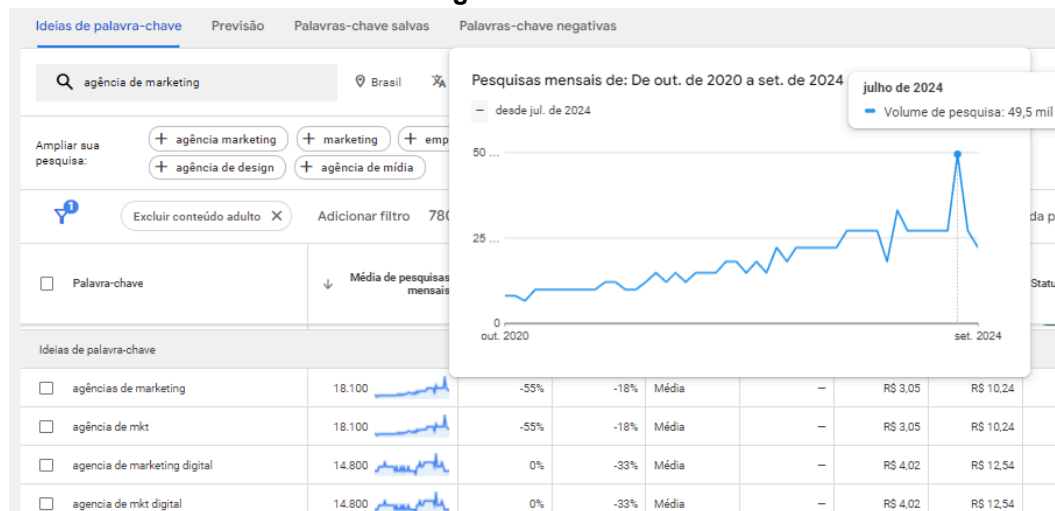 Ideias de palavra-chave Previsão Palavras-chave salvas Palavras-chave negativas
agência de marketing Brasil
Pesquisas mensais de: De out. de 2020 a set. de 2024
desde jul. de 2024
julho de 2024
Volume de pesquisa: 49,5 mil
Ampliar sua pesquisa:
+ agência marketing + marketing + emp
+ agência de design + agência de mídia
50 ...
25 ...
0
out. 2020 set. 2024
1
Excluir conteúdo adulto X Adicionar filtro 780 da p
Palavra-chave
Média de pesquisas
mensais
Statu
Ideias de palavra-chave
agências de marketing 18.100 -55% -18% Média – R$ 3,05 R$ 10,24
agência de mkt 18.100 -55% -18% Média – R$ 3,05 R$ 10,24
agencia de marketing digital 14.800 0% -33% Média – R$ 4,02 R$ 12,54
agencia de mkt digital 14.800 0% -33% Média – R$ 4,02 R$ 12,54